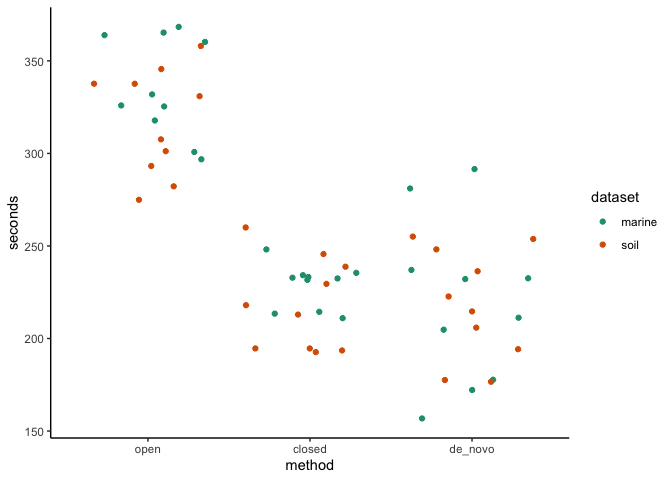 350
300
250
200
150
seconds
open closed de_novo
method
dataset
marine
soil